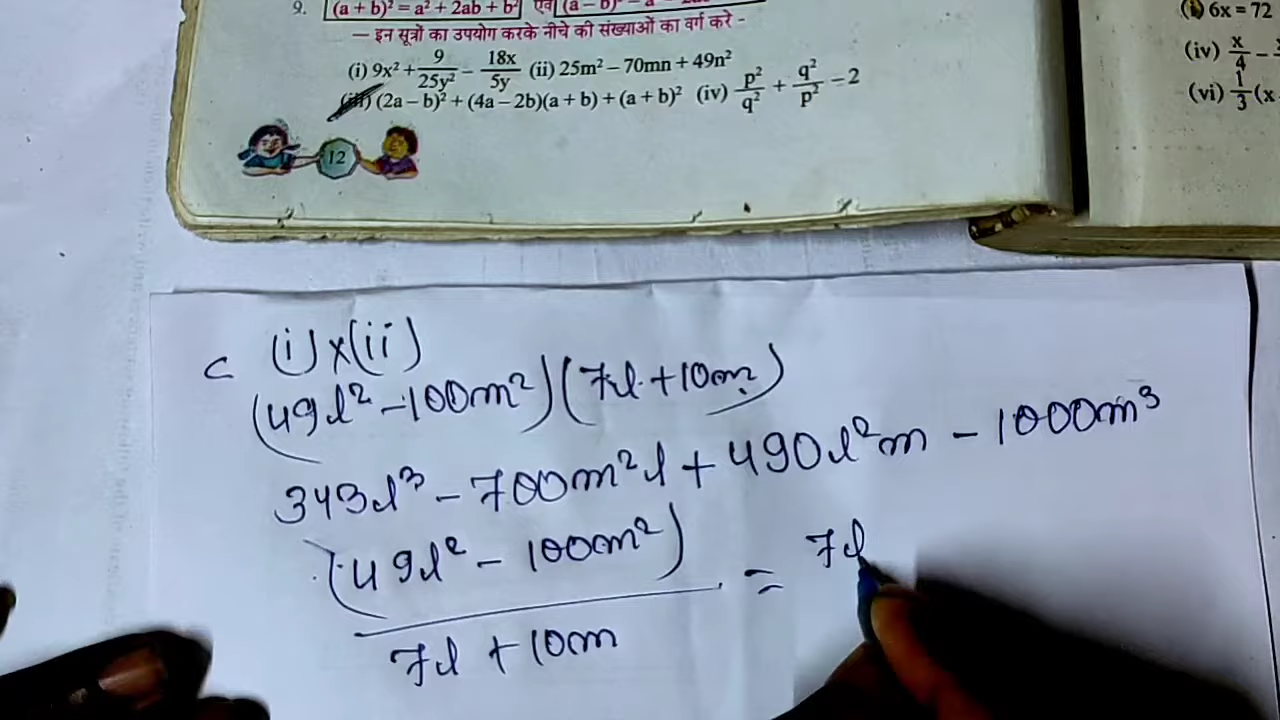 9. (a + b)² = a² + 2ab + b² एवं (a − b)²
— इन सूत्रों का उपयोग करके नीचे की संख्याओं का वर्ग करे -
(i) 9x² + 9/25y² − 18x/5y (ii) 25m² − 70mn + 49n²
(iii) (2a − b)² + (4a − 2b)(a + b) + (a + b)² (iv) p²/q² + q²/p² − 2
12
(i) 6x = 72
(iv) x/4 −
(vi) 1/3 (x
c (i) x (ii)
(49l² − 100m²) (7l + 10m)
343l³ − 700m²l + 490l²m − 1000m³
(49l² − 100m²) / 7l + 10m = 7l